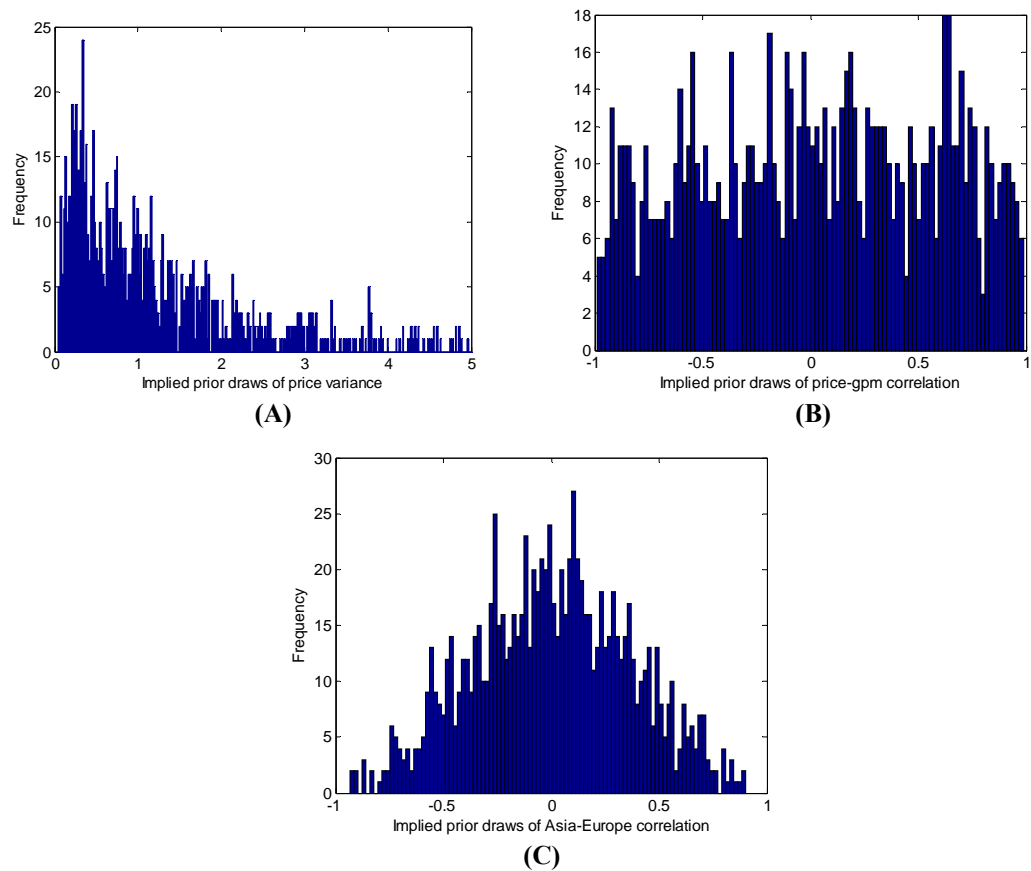 25
20
15
10
5
0
Frequency
0 1 2 3 4 5
Implied prior draws of price variance
(A)
18
16
14
12
10
8
6
4
2
0
Frequency
-1 -0.5 0 0.5 1
Implied prior draws of price-gpm correlation
(B)
30
25
20
15
10
5
0
Frequency
-1 -0.5 0 0.5 1
Implied prior draws of Asia-Europe correlation
(C)